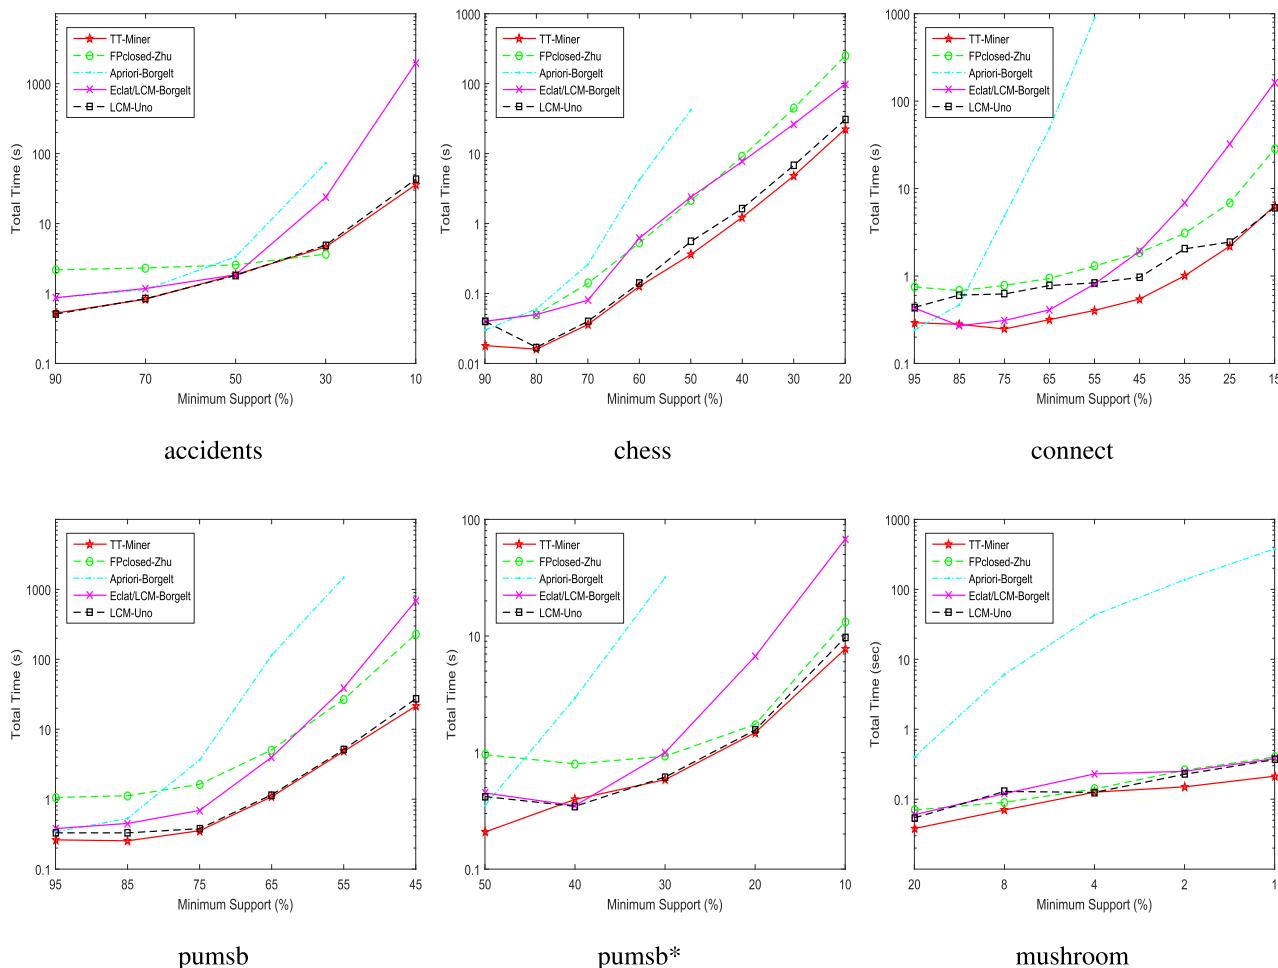 1000
100
10
1
0.1
Total Time (s)
TT-Miner
FPclosed-Zhu
Apriori-Borgelt
Eclat/LCM-Borgelt
LCM-Uno
90 70 50 30 10
Minimum Support (%)
accidents
1000
100
10
1
0.1
0.01
Total Time (s)
TT-Miner
FPclosed-Zhu
Apriori-Borgelt
Eclat/LCM-Borgelt
LCM-Uno
90 80 70 60 50 40 30 20
Minimum Support (%)
chess
1000
100
10
1
0.1
Total Time (s)
TT-Miner
FPclosed-Zhu
Apriori-Borgelt
Eclat/LCM-Borgelt
LCM-Uno
95 85 75 65 55 45 35 25 15
Minimum Support (%)
connect
1000
100
10
1
0.1
Total Time (s)
TT-Miner
FPclosed-Zhu
Apriori-Borgelt
Eclat/LCM-Borgelt
LCM-Uno
95 85 75 65 55 45
Minimum Support (%)
pumsb
100
10
1
0.1
Total Time (s)
TT-Miner
FPclosed-Zhu
Apriori-Borgelt
Eclat/LCM-Borgelt
LCM-Uno
50 40 30 20 10
Minimum Support (%)
pumsb*
1000
100
10
1
0.1
Total Time (sec)
TT-Miner
FPclosed-Zhu
Apriori-Borgelt
Eclat/LCM-Borgelt
LCM-Uno
20 8 4 2 1
Minimum Support (%)
mushroom